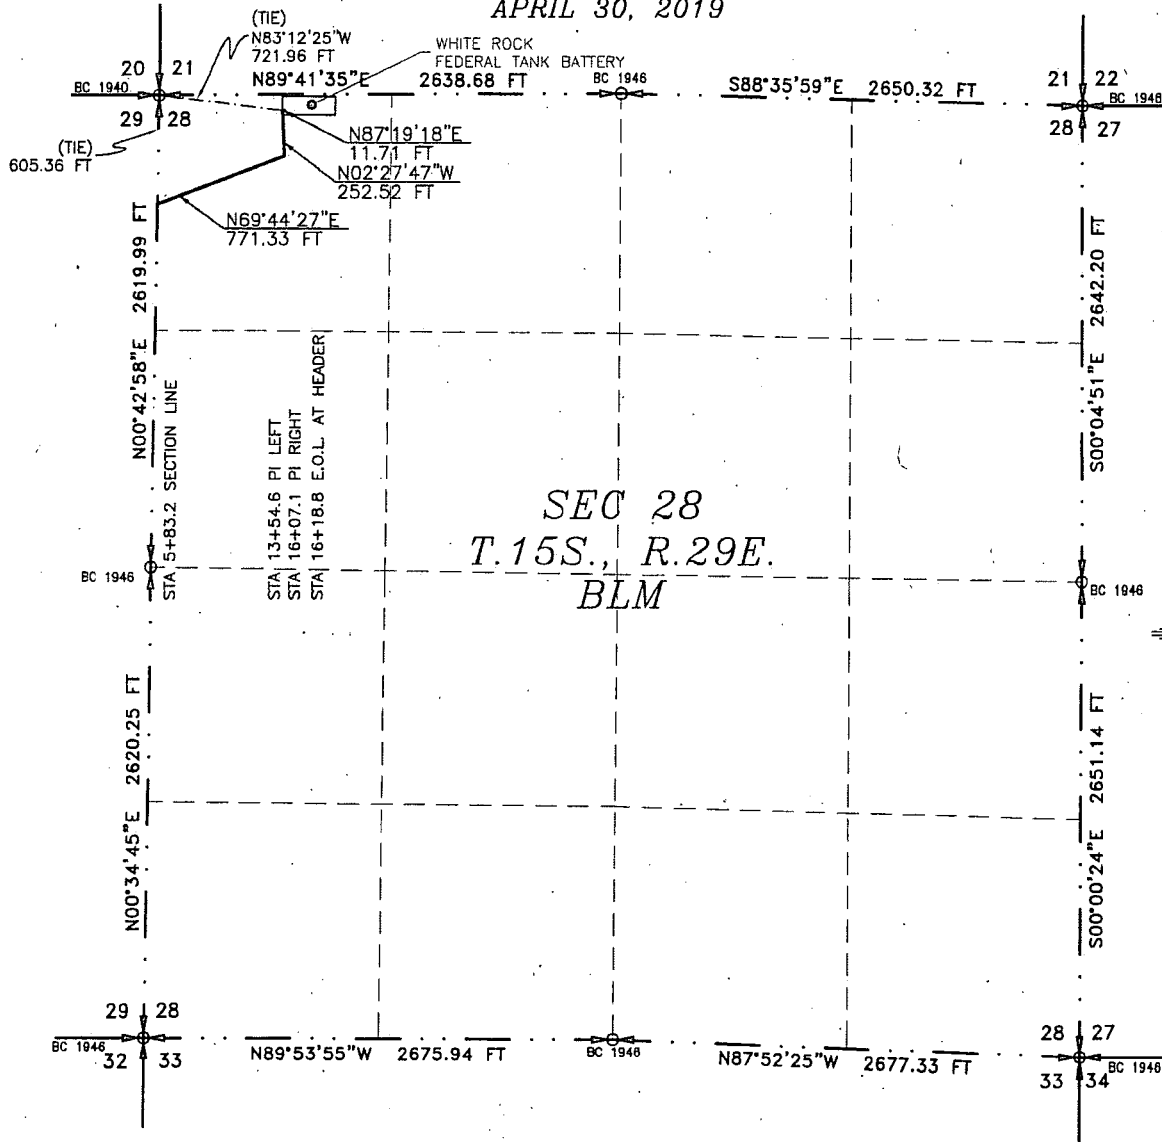 APRIL 30, 2019
(TIE)
N83°12'25"W
721.96 FT
WHITE ROCK
FEDERAL TANK BATTERY
20 21
BC 1940
29 28
N89°41'35"E 2638.68 FT
BC 1946
S88°35'59"E 2650.32 FT
21 22
BC 1946
28 27
(TIE)
605.36 FT
N87°19'18"E
11.71 FT
N02°27'47"W
252.52 FT
N69°44'27"E
771.33 FT
N00°42'58"E 2619.99 FT
S00°04'51"E 2642.20 FT
STA 5+83.2 SECTION LINE
STA 13+54.6 PI LEFT
STA 16+07.1 PI RIGHT
STA 16+18.8 E.O.L. AT HEADER
SEC 28
T.15S., R.29E.
BLM
BC 1946
BC 1946
N00°34'45"E 2620.25 FT
S00°00'24"E 2651.14 FT
29 28
BC 1946
32 33
N89°53'55"W 2675.94 FT
BC 1946
N87°52'25"W 2677.33 FT
28 27
BC 1946
33 34